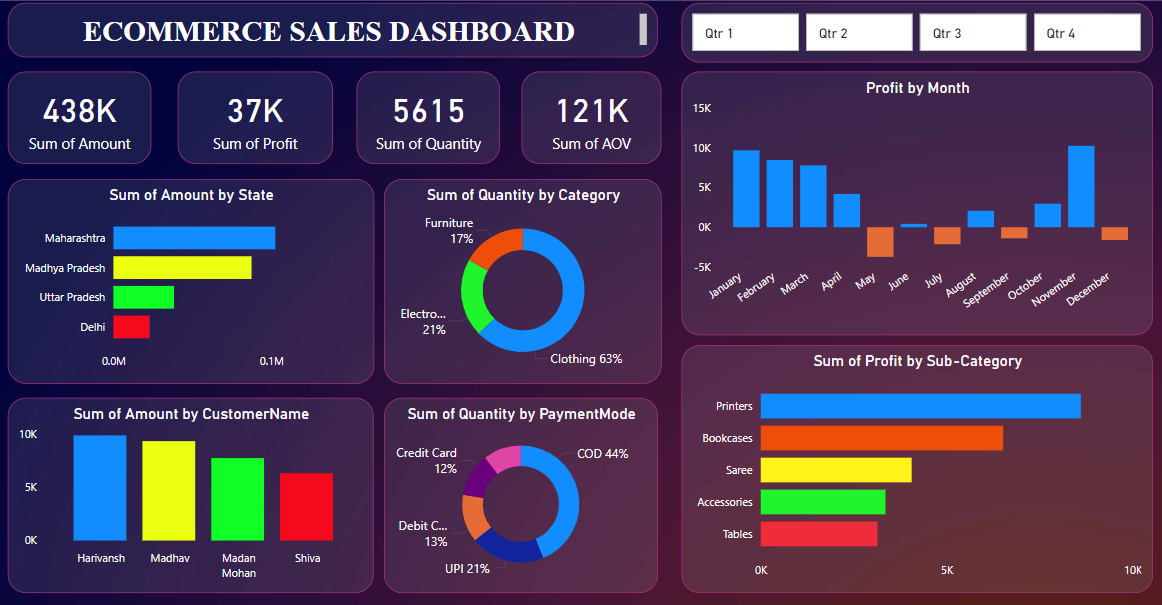 ECOMMERCE SALES DASHBOARD
Qtr 1
Qtr 2
Qtr 3
Qtr 4
438K
Sum of Amount
37K
Sum of Profit
5615
Sum of Quantity
121K
Sum of AOV
Profit by Month
15K
10K
5K
0K
-5K
January
February
March
April
May
June
July
August
September
October
November
December
Sum of Amount by State
Maharashtra
Madhya Pradesh
Uttar Pradesh
Delhi
0.0M
0.1M
Sum of Quantity by Category
Furniture
17%
Electro...
21%
Clothing 63%
Sum of Profit by Sub-Category
Printers
Bookcases
Saree
Accessories
Tables
0K
5K
10K
Sum of Amount by CustomerName
10K
5K
0K
Harivansh
Madhav
Madan
Mohan
Shiva
Sum of Quantity by PaymentMode
Credit Card
12%
COD 44%
Debit C...
13%
UPI 21%